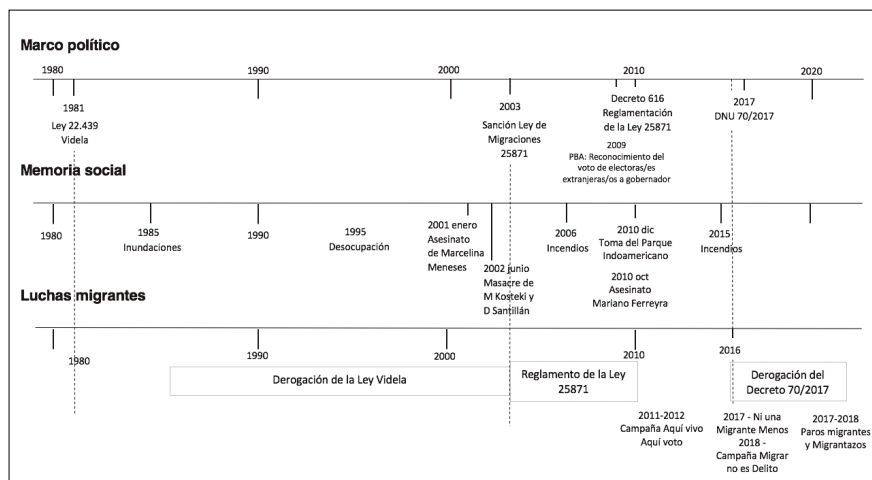 Marco político
1980
1990
2000
2010
2020
1981
Ley 22.439
Videla
2003
Sanción Ley de
Migraciones
25871
Decreto 616
Reglamentación
de la Ley 25871
2009
PBA: Reconocimiento del
voto de electoras/es
extranjeras/os a gobernador
2017
DNU 70/2017
Memoria social
1980
1985
Inundaciones
1990
1995
Desocupación
2001 enero
Asesinato
de Marcelina
Meneses
2002 junio
Masacre de
M Kosteki y
D Santillán
2006
Incendios
2010 dic
Toma del Parque
Indoamericano
2010 oct
Asesinato
Mariano Ferreyra
2015
Incendios
Luchas migrantes
1980
1990
2000
2010
2016
Derogación de la Ley Videla
Reglamento de la Ley
25871
Derogación del
Decreto 70/2017
2011-2012
Campaña Aquí vivo
Aquí voto
2017 - Ni una
Migrante Menos
2018 -
Campaña Migrar
no es Delito
2017-2018
Paros migrantes
y Migrantazos